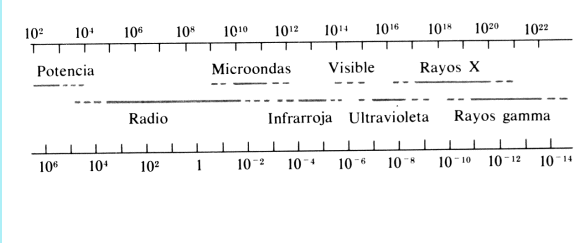 10² 10⁴ 10⁶ 10⁸ 10¹⁰ 10¹² 10¹⁴ 10¹⁶ 10¹⁸ 10²⁰ 10²²
Potencia Microondas Visible Rayos X
Radio Infrarroja Ultravioleta Rayos gamma
10⁶ 10⁴ 10² 1 10⁻² 10⁻⁴ 10⁻⁶ 10⁻⁸ 10⁻¹⁰ 10⁻¹² 10⁻¹⁴